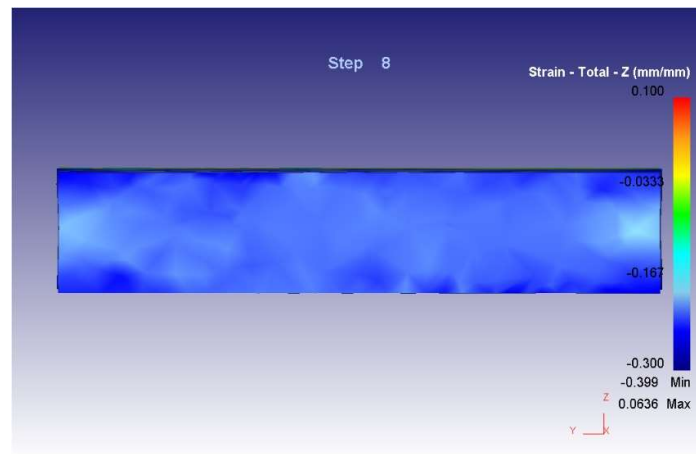 Step 8
Strain - Total - Z (mm/mm)
0.100
-0.0333
-0.167
-0.300
-0.399 Min
0.0636 Max
Z
Y X